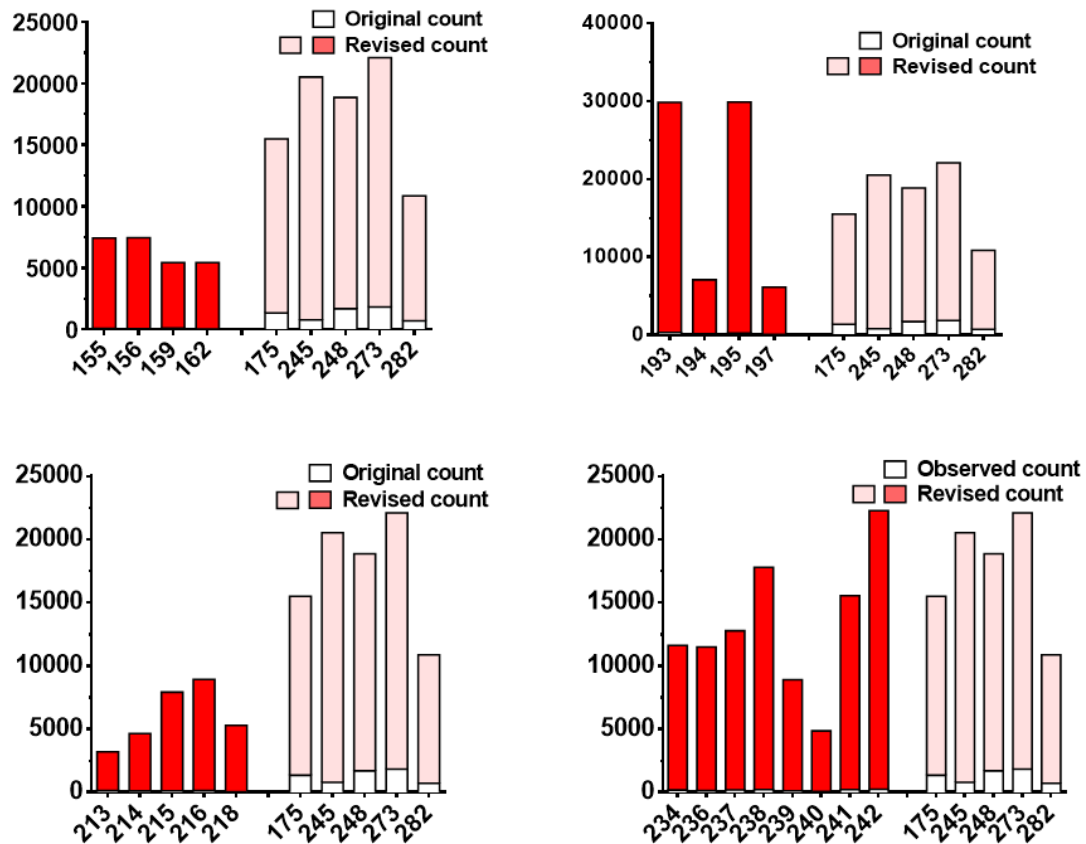 25000
20000
15000
10000
5000
0
Original count
Revised count
155 156 159 162 175 245 248 273 282
40000
30000
20000
10000
0
Original count
Revised count
193 194 195 197 175 245 248 273 282
25000
20000
15000
10000
5000
0
Original count
Revised count
213 214 215 216 218 175 245 248 273 282
25000
20000
15000
10000
5000
0
Observed count
Revised count
234 236 237 238 239 240 241 242 175 245 248 273 282